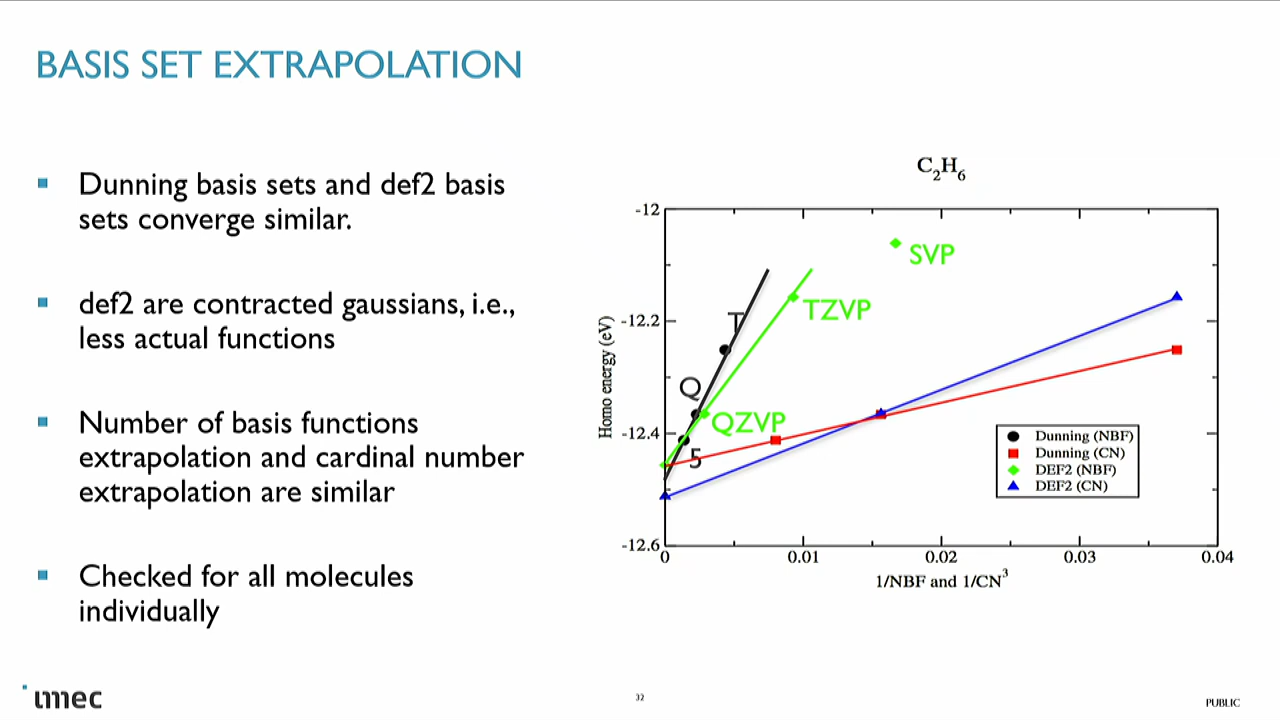 BASIS SET EXTRAPOLATION
Dunning basis sets and def2 basis
sets converge similar.
def2 are contracted gaussians, i.e.,
less actual functions
Number of basis functions
extrapolation and cardinal number
extrapolation are similar
Checked for all molecules
individually
C2H6
-12
-12.2
-12.4
-12.6
Homo energy (eV)
SVP
TZVP
T
Q
QZVP
5
Dunning (NBF)
Dunning (CN)
DEF2 (NBF)
DEF2 (CN)
0
0.01
0.02
0.03
0.04
1/NBF and 1/CN3
imec
32
PUBLIC